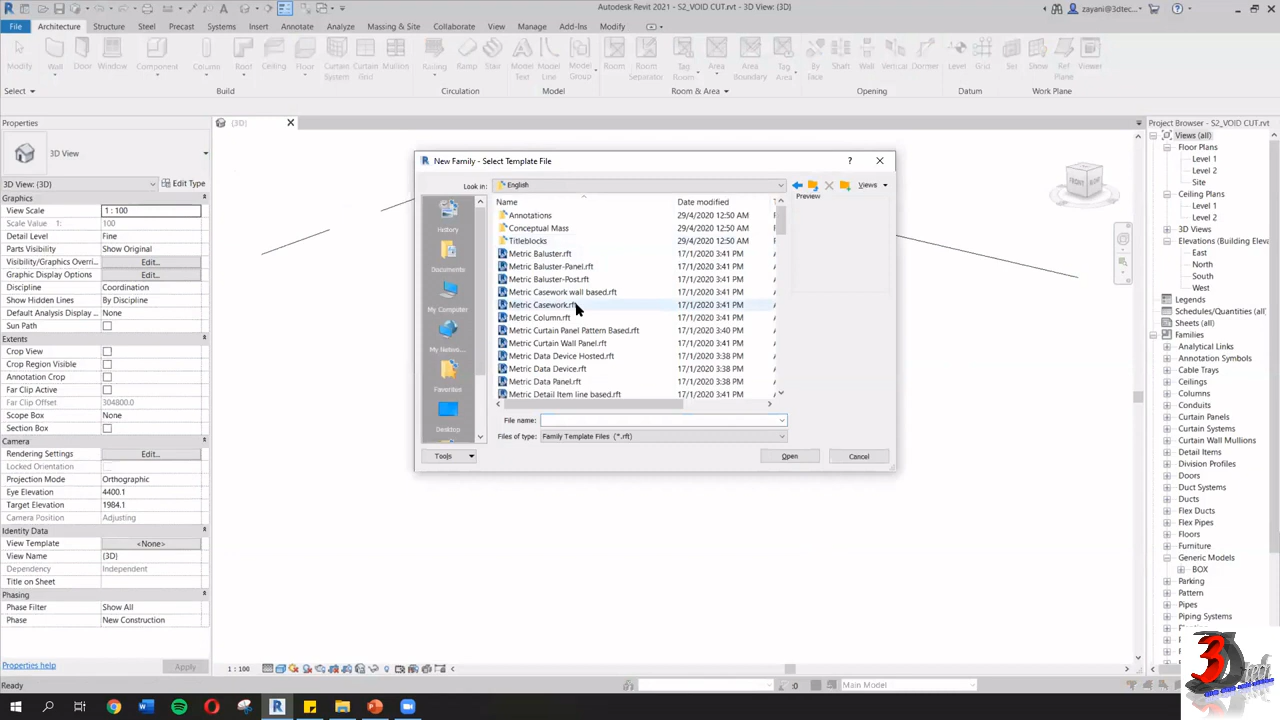 Autodesk Revit 2021 - S2_VOID CUT.rvt - 3D View: {3D}
zayani@3dtec...
File Architecture Structure Steel Precast Systems Insert Annotate Analyze Massing & Site Collaborate View Manage Add-Ins Modify
Modify Wall Door Window Component Column Roof Ceiling Floor Curtain System Curtain Grid Mullion Railing Ramp Stair Model Text Model Line Model Group Room Room Separator Tag Room Area Area Boundary Tag Area By Face Shaft Wall Vertical Dormer Level Grid Set Show Ref Plane Viewer
Select Build Circulation Model Room & Area Opening Datum Work Plane
Properties
3D View
3D View: {3D} Edit Type
Graphics
View Scale 1 : 100
Scale Value 1: 100
Detail Level Fine
Parts Visibility Show Original
Visibility/Graphics Overri... Edit...
Graphic Display Options Edit...
Discipline Coordination
Show Hidden Lines By Discipline
Default Analysis Display ... None
Sun Path
Extents
Crop View
Crop Region Visible
Annotation Crop
Far Clip Active
Far Clip Offset 304800.0
Scope Box None
Section Box
Camera
Rendering Settings Edit...
Locked Orientation
Projection Mode Orthographic
Eye Elevation 4400.1
Target Elevation 1984.1
Camera Position Adjusting
Identity Data
View Template <None>
View Name {3D}
Dependency Independent
Title on Sheet
Phasing
Phase Filter Show All
Phase New Construction
Properties help Apply
{3D}
New Family - Select Template File
Look in: English Views
Preview
History
Documents
My Computer
My Networ...
Favorites
Desktop
Name Date modified
Annotations 29/4/2020 12:50 AM
Conceptual Mass 29/4/2020 12:50 AM
Titleblocks 29/4/2020 12:50 AM
Metric Baluster.rft 17/1/2020 3:41 PM
Metric Baluster-Panel.rft 17/1/2020 3:41 PM
Metric Baluster-Post.rft 17/1/2020 3:41 PM
Metric Casework wall based.rft 17/1/2020 3:41 PM
Metric Casework.rft 17/1/2020 3:41 PM
Metric Column.rft 17/1/2020 3:41 PM
Metric Curtain Panel Pattern Based.rft 17/1/2020 3:40 PM
Metric Curtain Wall Panel.rft 17/1/2020 3:41 PM
Metric Data Device Hosted.rft 17/1/2020 3:38 PM
Metric Data Device.rft 17/1/2020 3:38 PM
Metric Data Panel.rft 17/1/2020 3:38 PM
Metric Detail Item line based.rft 17/1/2020 3:41 PM
File name:
Files of type: Family Template Files (*.rft)
Tools Open Cancel
FRONT RIGHT
Project Browser - S2_VOID CUT.rvt
Views (all)
Floor Plans
Level 1
Level 2
Site
Ceiling Plans
Level 1
Level 2
3D Views
Elevations (Building Elev
East
North
South
West
Legends
Schedules/Quantities (al
Sheets (all)
Families
Analytical Links
Annotation Symbols
Cable Trays
Ceilings
Columns
Conduits
Curtain Panels
Curtain Systems
Curtain Wall Mullions
Detail Items
Division Profiles
Doors
Duct Systems
Ducts
Flex Ducts
Flex Pipes
Floors
Furniture
Generic Models
BOX
Parking
Pattern
Pipes
Piping Systems
1 : 100
Ready
:0
Main Model
3Dtech